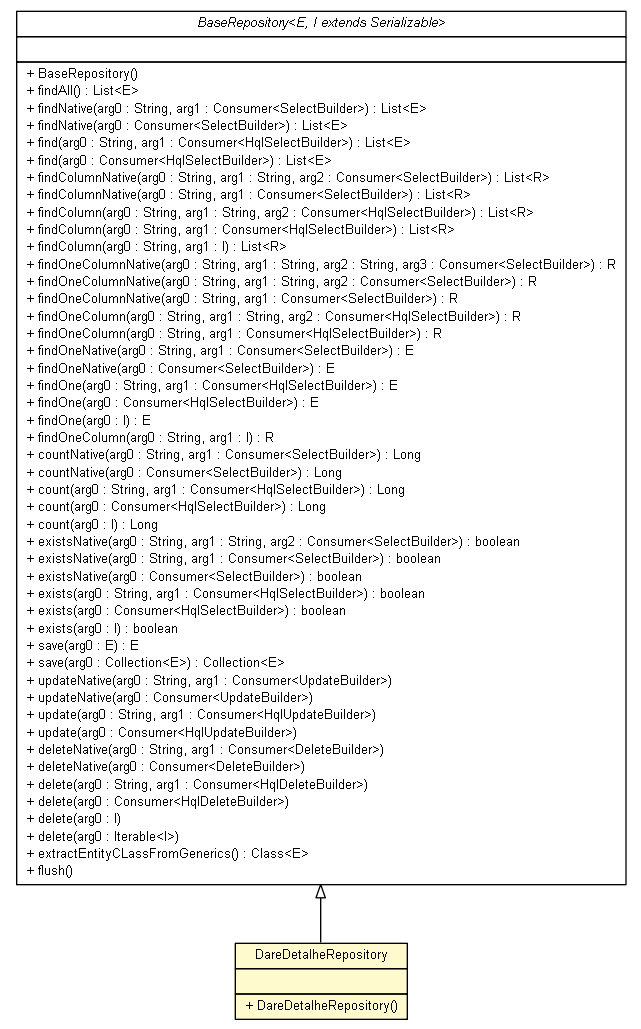 BaseRepository<E, I extends Serializable>
+ BaseRepository()
+ findAll() : List<E>
+ findNative(arg0 : String, arg1 : Consumer<SelectBuilder>) : List<E>
+ findNative(arg0 : Consumer<SelectBuilder>) : List<E>
+ find(arg0 : String, arg1 : Consumer<HqlSelectBuilder>) : List<E>
+ find(arg0 : Consumer<HqlSelectBuilder>) : List<E>
+ findColumnNative(arg0 : String, arg1 : String, arg2 : Consumer<SelectBuilder>) : List<R>
+ findColumnNative(arg0 : String, arg1 : Consumer<SelectBuilder>) : List<R>
+ findColumn(arg0 : String, arg1 : String, arg2 : Consumer<HqlSelectBuilder>) : List<R>
+ findColumn(arg0 : String, arg1 : Consumer<HqlSelectBuilder>) : List<R>
+ findColumn(arg0 : String, arg1 : I) : List<R>
+ findOneColumnNative(arg0 : String, arg1 : String, arg2 : String, arg3 : Consumer<SelectBuilder>) : R
+ findOneColumnNative(arg0 : String, arg1 : String, arg2 : Consumer<SelectBuilder>) : R
+ findOneColumnNative(arg0 : String, arg1 : Consumer<SelectBuilder>) : R
+ findOneColumn(arg0 : String, arg1 : String, arg2 : Consumer<HqlSelectBuilder>) : R
+ findOneColumn(arg0 : String, arg1 : Consumer<HqlSelectBuilder>) : R
+ findOneNative(arg0 : String, arg1 : Consumer<SelectBuilder>) : E
+ findOneNative(arg0 : Consumer<SelectBuilder>) : E
+ findOne(arg0 : String, arg1 : Consumer<HqlSelectBuilder>) : E
+ findOne(arg0 : Consumer<HqlSelectBuilder>) : E
+ findOne(arg0 : I) : E
+ findOneColumn(arg0 : String, arg1 : I) : R
+ countNative(arg0 : String, arg1 : Consumer<SelectBuilder>) : Long
+ countNative(arg0 : Consumer<SelectBuilder>) : Long
+ count(arg0 : String, arg1 : Consumer<HqlSelectBuilder>) : Long
+ count(arg0 : Consumer<HqlSelectBuilder>) : Long
+ count(arg0 : I) : Long
+ existsNative(arg0 : String, arg1 : String, arg2 : Consumer<SelectBuilder>) : boolean
+ existsNative(arg0 : String, arg1 : Consumer<SelectBuilder>) : boolean
+ existsNative(arg0 : Consumer<SelectBuilder>) : boolean
+ exists(arg0 : String, arg1 : Consumer<HqlSelectBuilder>) : boolean
+ exists(arg0 : Consumer<HqlSelectBuilder>) : boolean
+ exists(arg0 : I) : boolean
+ save(arg0 : E) : E
+ save(arg0 : Collection<E>) : Collection<E>
+ updateNative(arg0 : String, arg1 : Consumer<UpdateBuilder>)
+ updateNative(arg0 : Consumer<UpdateBuilder>)
+ update(arg0 : String, arg1 : Consumer<HqlUpdateBuilder>)
+ update(arg0 : Consumer<HqlUpdateBuilder>)
+ deleteNative(arg0 : String, arg1 : Consumer<DeleteBuilder>)
+ deleteNative(arg0 : Consumer<DeleteBuilder>)
+ delete(arg0 : String, arg1 : Consumer<HqlDeleteBuilder>)
+ delete(arg0 : Consumer<HqlDeleteBuilder>)
+ delete(arg0 : I)
+ delete(arg0 : Iterable<I>)
+ extractEntityCLassFromGenerics() : Class<E>
+ flush()
DareDetalheRepository
+ DareDetalheRepository()